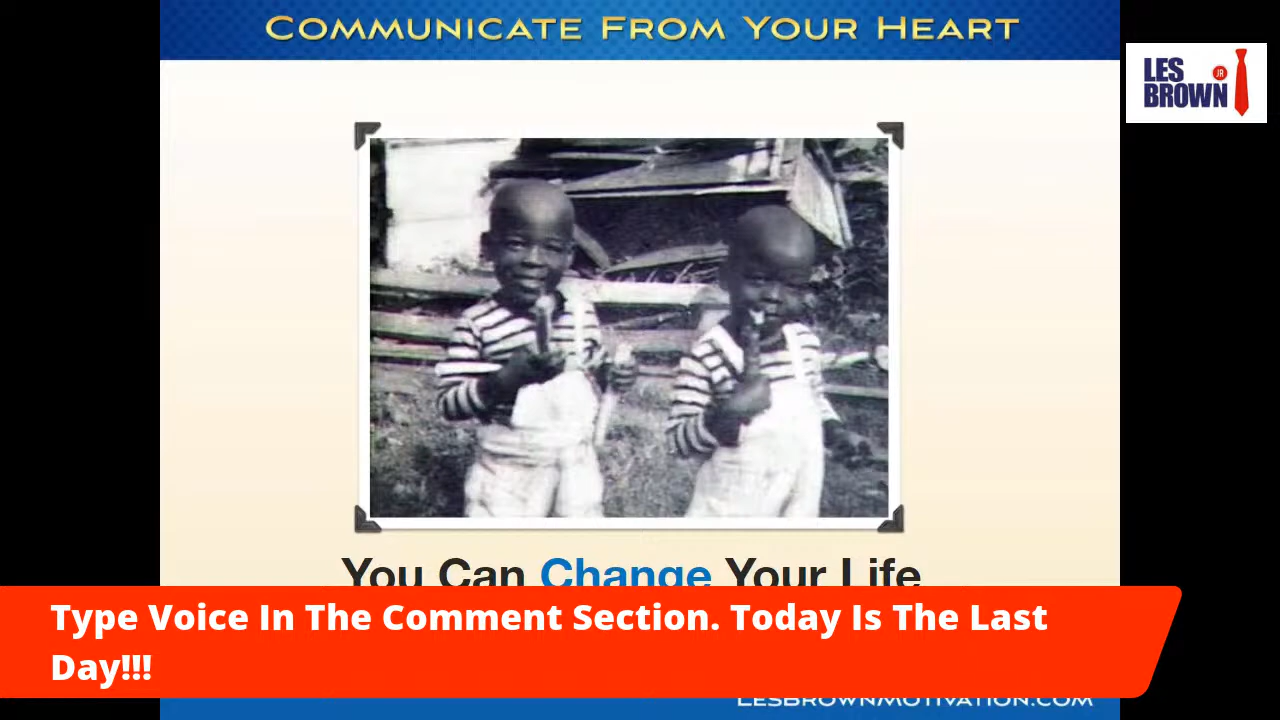 COMMUNICATE FROM YOUR HEART
LES
JR
BROWN
You Can Change Your Life
Type Voice In The Comment Section. Today Is The Last
Day!!!
LESBROWNMOTIVATION.COM